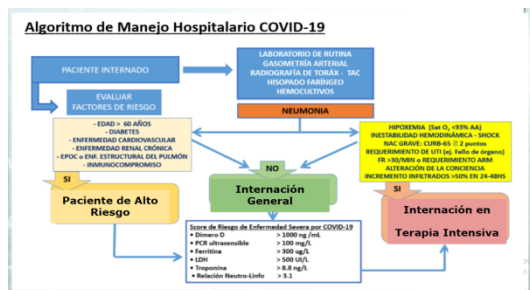 Algoritmo de Manejo Hospitalario COVID-19
PACIENTE INTERNADO
LABORATORIO DE RUTINA
GASOMETRÍA ARTERIAL
RADIOGRAFÍA DE TORÁX - TAC
HISOPADO FARÍNGEO
HEMOCULTIVOS
EVALUAR
FACTORES DE RIESGO
NEUMONIA
- EDAD > 60 AÑOS
- DIABETES
- ENFERMEDAD CARDIOVASCULAR
- ENFERMEDAD RENAL CRÓNICA
- EPOC o ENF. ESTRUCTURAL DEL PULMÓN
- INMUNOCOMPROMISO
HIPOXEMIA (Sat O₂ <93% AA)
INESTABILIDAD HEMODINÁMICA - SHOCK
NAC GRAVE: CURB-65 ≥ 2 puntos
REQUERIMIENTO DE UTI (ej. Fallo de órgano)
FR >30/MIN o REQUERIMIENTO ARM
ALTERACIÓN DE LA CONCIENCIA
INCREMENTO INFILTRADOS >50% EN 24-48HS
SI
NO
SI
Paciente de Alto
Riesgo
Internación
General
Internación en
Terapia Intensiva
Score de Riesgo de Enfermedad Severa por COVID-19
• Dímero D > 1000 ng /mL
• PCR ultrasensible > 100 mg/L
• Ferritina > 300 ug/L
• LDH > 500 UI/L
• Troponina > 8.8 ng/L
• Relación Neutro-Linfo > 3.1